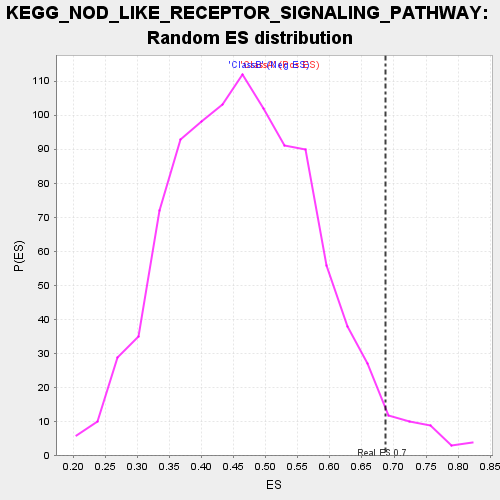 KEGG_NOD_LIKE_RECEPTOR_SIGNALING_PATHWAY:
Random ES distribution
P(ES)
110
100
90
80
70
60
50
40
30
20
10
0
Real ES 0.7
0.20 0.25 0.30 0.35 0.40 0.45 0.50 0.55 0.60 0.65 0.70 0.75 0.80 0.85
ES